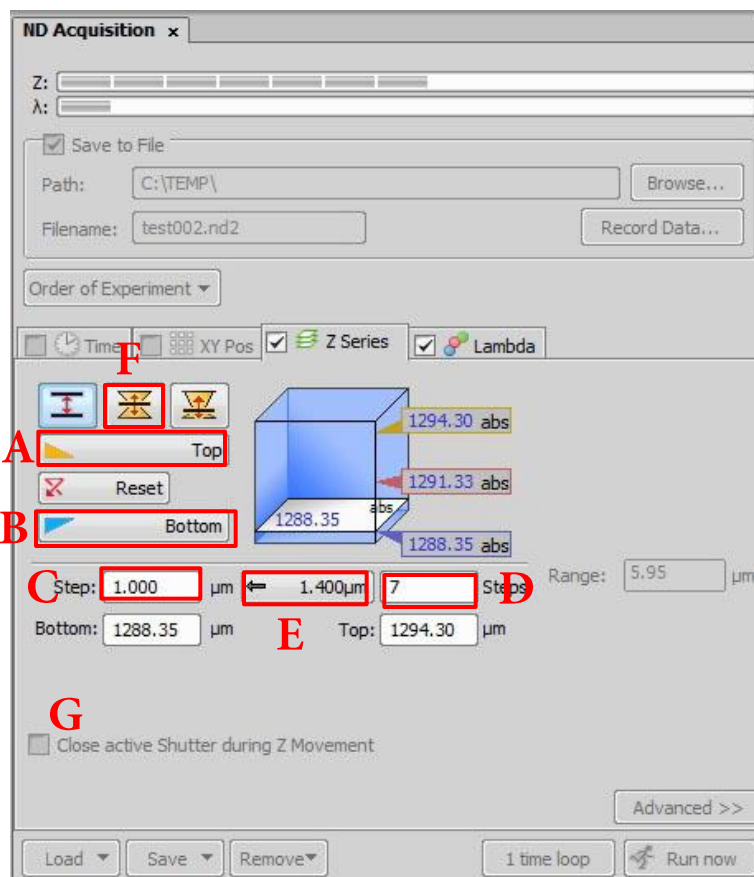 ND Acquisition x
Z:
λ:
Save to File
Path: C:\TEMP\ Browse...
Filename: test002.nd2 Record Data...
Order of Experiment
Time XY Pos Z Series Lambda
F
1294.30 abs
A Top
Reset
1291.33 abs
B Bottom
1288.35 abs
1288.35 abs
C Step: 1.000 µm 1.400µm 7 Steps D Range: 5.95 µm
Bottom: 1288.35 µm E Top: 1294.30 µm
G
Close active Shutter during Z Movement
Advanced >>
Load Save Remove 1 time loop Run now